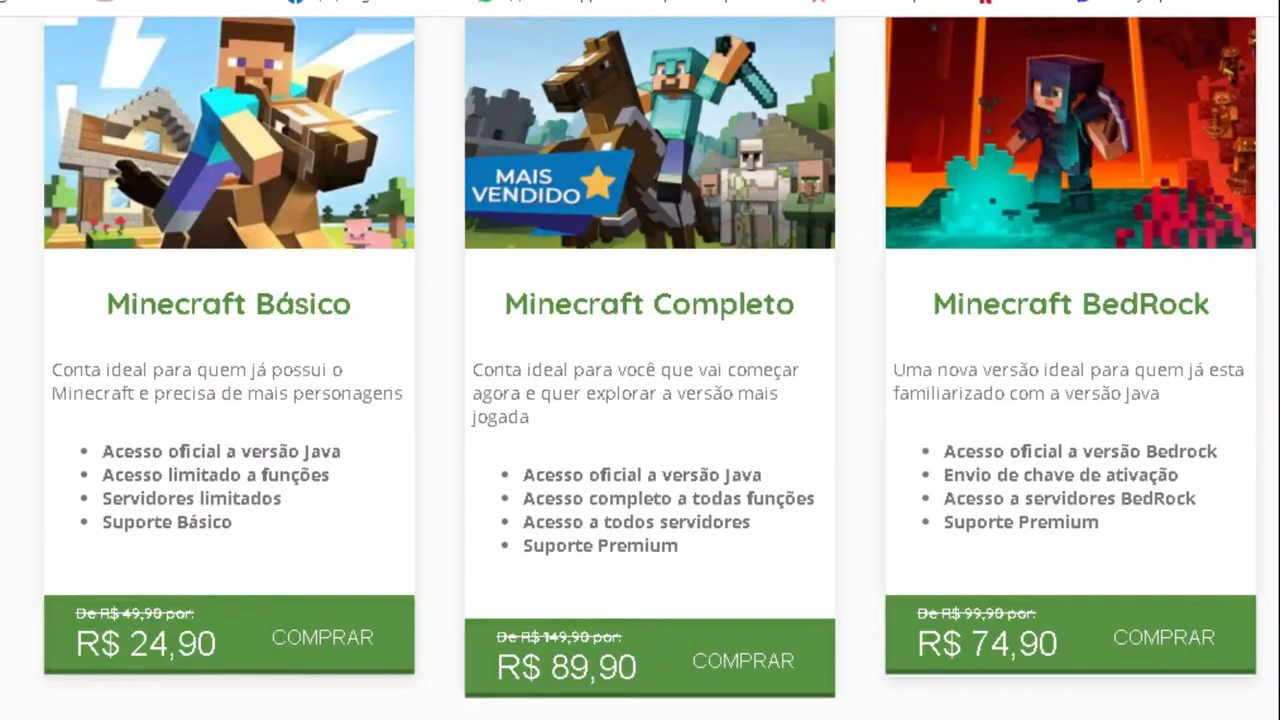 MAIS
VENDIDO
Minecraft Básico
Conta ideal para quem já possui o
Minecraft e precisa de mais personagens
• Acesso oficial a versão Java
• Acesso limitado a funções
• Servidores limitados
• Suporte Básico
De R$ 49,90 por:
R$ 24,90
COMPRAR
Minecraft Completo
Conta ideal para você que vai começar
agora e quer explorar a versão mais
jogada
• Acesso oficial a versão Java
• Acesso completo a todas funções
• Acesso a todos servidores
• Suporte Premium
De R$ 149,90 por:
R$ 89,90
COMPRAR
Minecraft BedRock
Uma nova versão ideal para quem já esta
familiarizado com a versão Java
• Acesso oficial a versão Bedrock
• Envio de chave de ativação
• Acesso a servidores BedRock
• Suporte Premium
De R$ 99,90 por:
R$ 74,90
COMPRAR